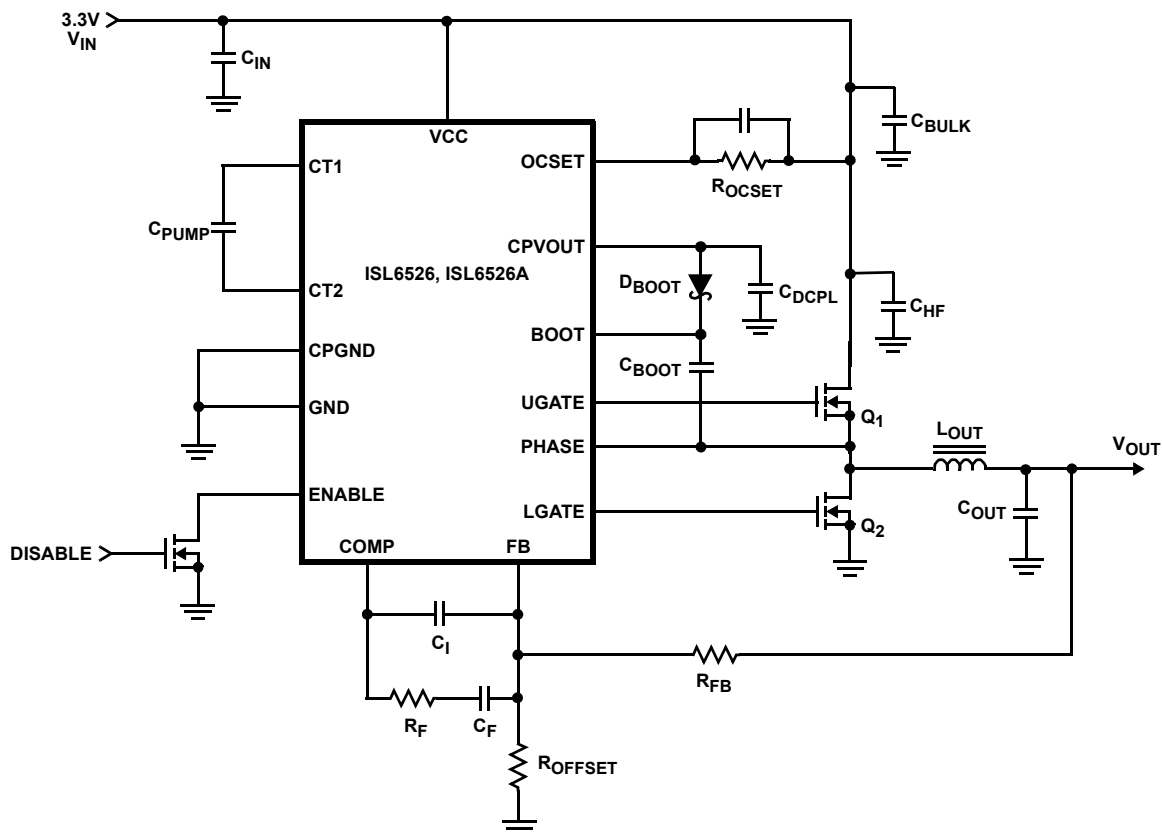 3.3V
VIN
CIN
VCC
CBULK
CT1
OCSET
ROCSET
CPUMP
CPVOUT
ISL6526, ISL6526A
DBOOT
CDCPL
CT2
CHF
BOOT
CBOOT
CPGND
UGATE
Q1
GND
LOUT
VOUT
PHASE
ENABLE
LGATE
COUT
Q2
DISABLE
COMP
FB
CI
RFB
RF
CF
ROFFSET